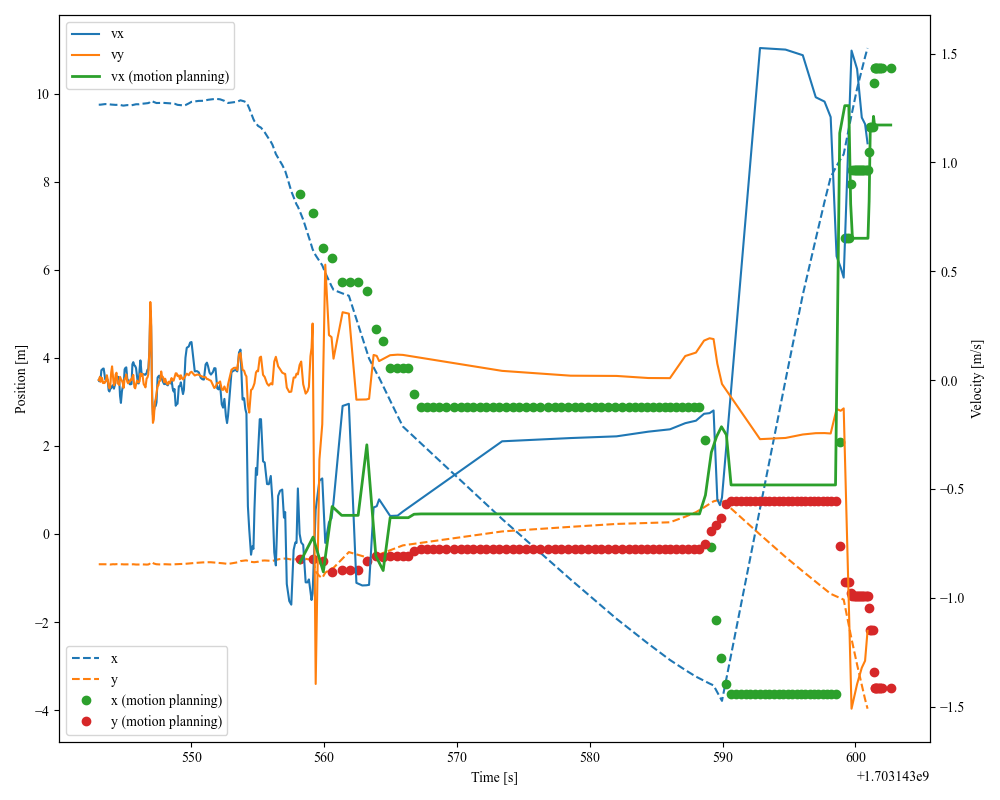 vx
vy
vx (motion planning)
10
8
6
4
2
0
−2
−4
Position [m]
1.5
1.0
0.5
0.0
−0.5
−1.0
−1.5
Velocity [m/s]
x
y
x (motion planning)
y (motion planning)
550
560
570
580
590
600
Time [s]
+1.703143e9